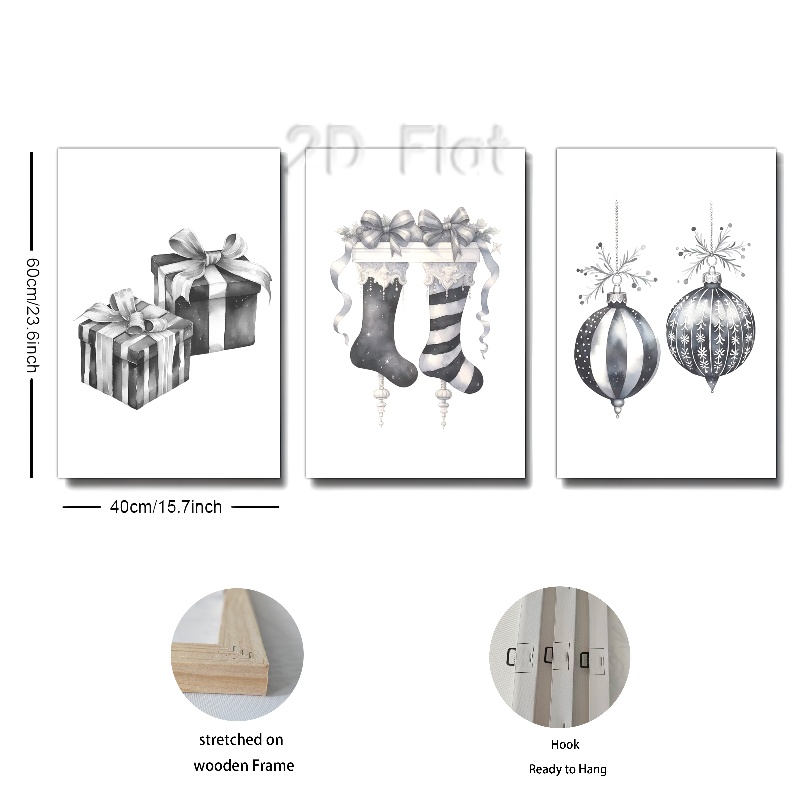 2D Flat
60cm/23.6inch
40cm/15.7inch
stretched on
wooden Frame
Hook
Ready to Hang